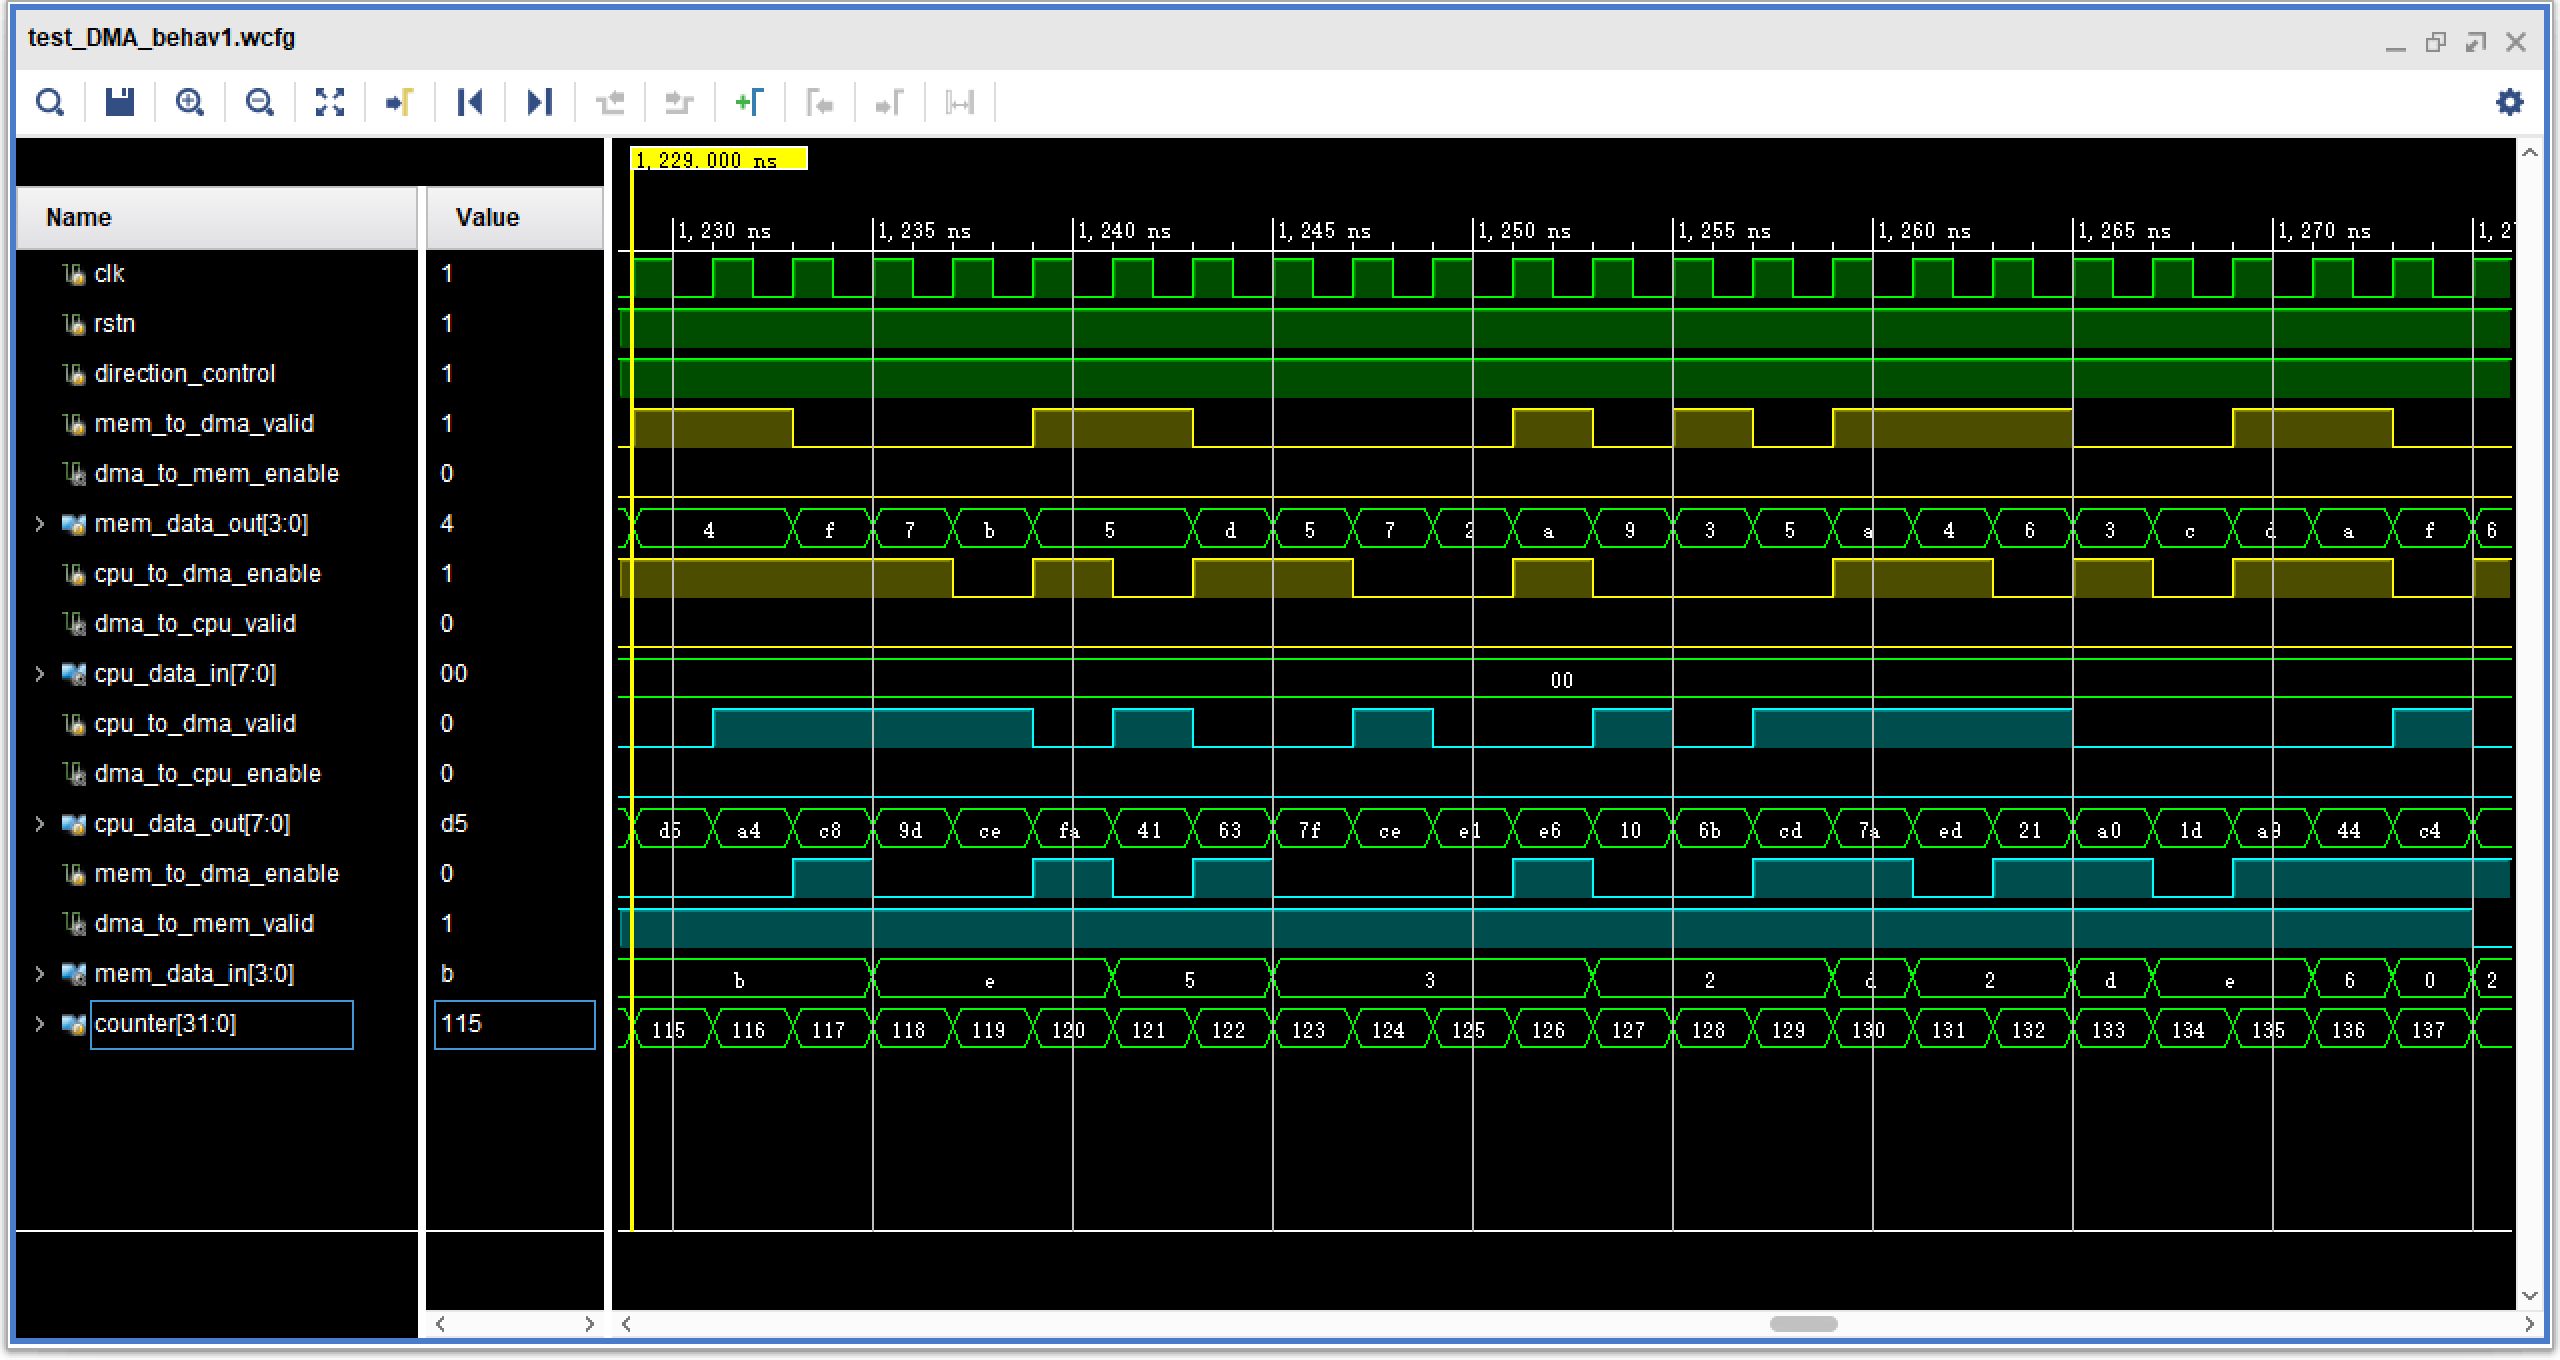 test_DMA_behav1.wcfg
1,229.000 ns
Name Value
1,230 ns 1,235 ns 1,240 ns 1,245 ns 1,250 ns 1,255 ns 1,260 ns 1,265 ns 1,270 ns 1,2
clk 1
rstn 1
direction_control 1
mem_to_dma_valid 1
dma_to_mem_enable 0
mem_data_out[3:0] 4 4 f 7 b 5 d 5 7 2 a 9 3 5 a 4 6 3 c d a f 6
cpu_to_dma_enable 1
dma_to_cpu_valid 0
cpu_data_in[7:0] 00 00
cpu_to_dma_valid 0
dma_to_cpu_enable 0
cpu_data_out[7:0] d5 d5 a4 c8 9d ce fa 41 63 7f ce e1 e6 10 6b cd 7a ed 21 a0 1d a9 44 c4
mem_to_dma_enable 0
dma_to_mem_valid 1
mem_data_in[3:0] b b e 5 3 2 d 2 d e 6 0 2
counter[31:0] 115 115 116 117 118 119 120 121 122 123 124 125 126 127 128 129 130 131 132 133 134 135 136 137